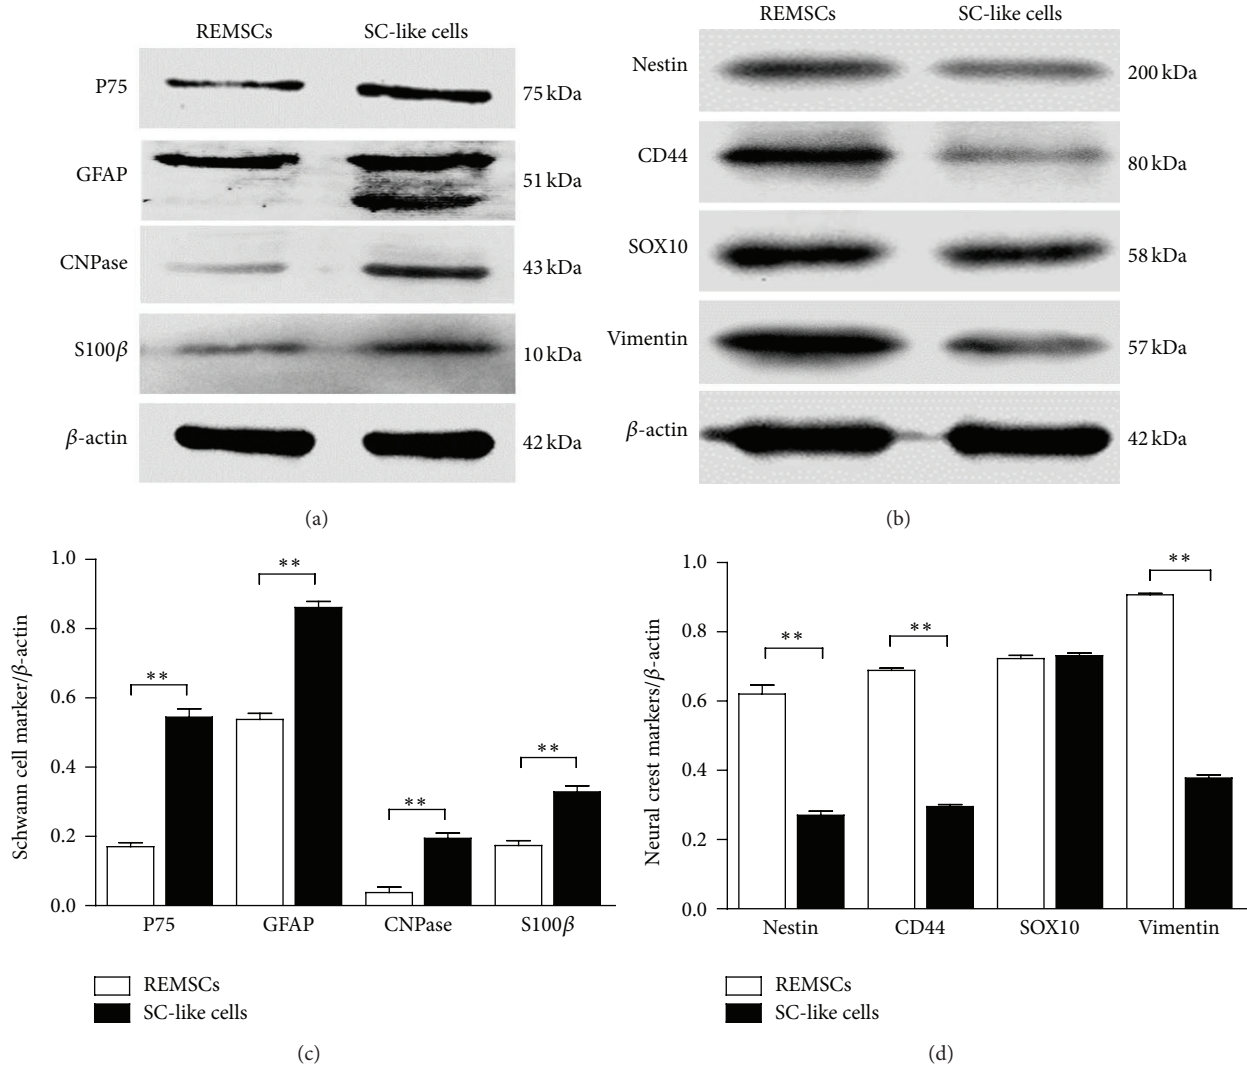 REMSCs SC-like cells
P75 75 kDa
GFAP 51 kDa
CNPase 43 kDa
S100β 10 kDa
β-actin 42 kDa
(a)
REMSCs SC-like cells
Nestin 200 kDa
CD44 80 kDa
SOX10 58 kDa
Vimentin 57 kDa
β-actin 42 kDa
(b)
Schwann cell marker/β-actin
1.0
0.8
0.6
0.4
0.2
0.0
** ** ** **
P75 GFAP CNPase S100β
REMSCs
SC-like cells
(c)
Neural crest markers/β-actin
1.0
0.8
0.6
0.4
0.2
0.0
** ** **
Nestin CD44 SOX10 Vimentin
REMSCs
SC-like cells
(d)